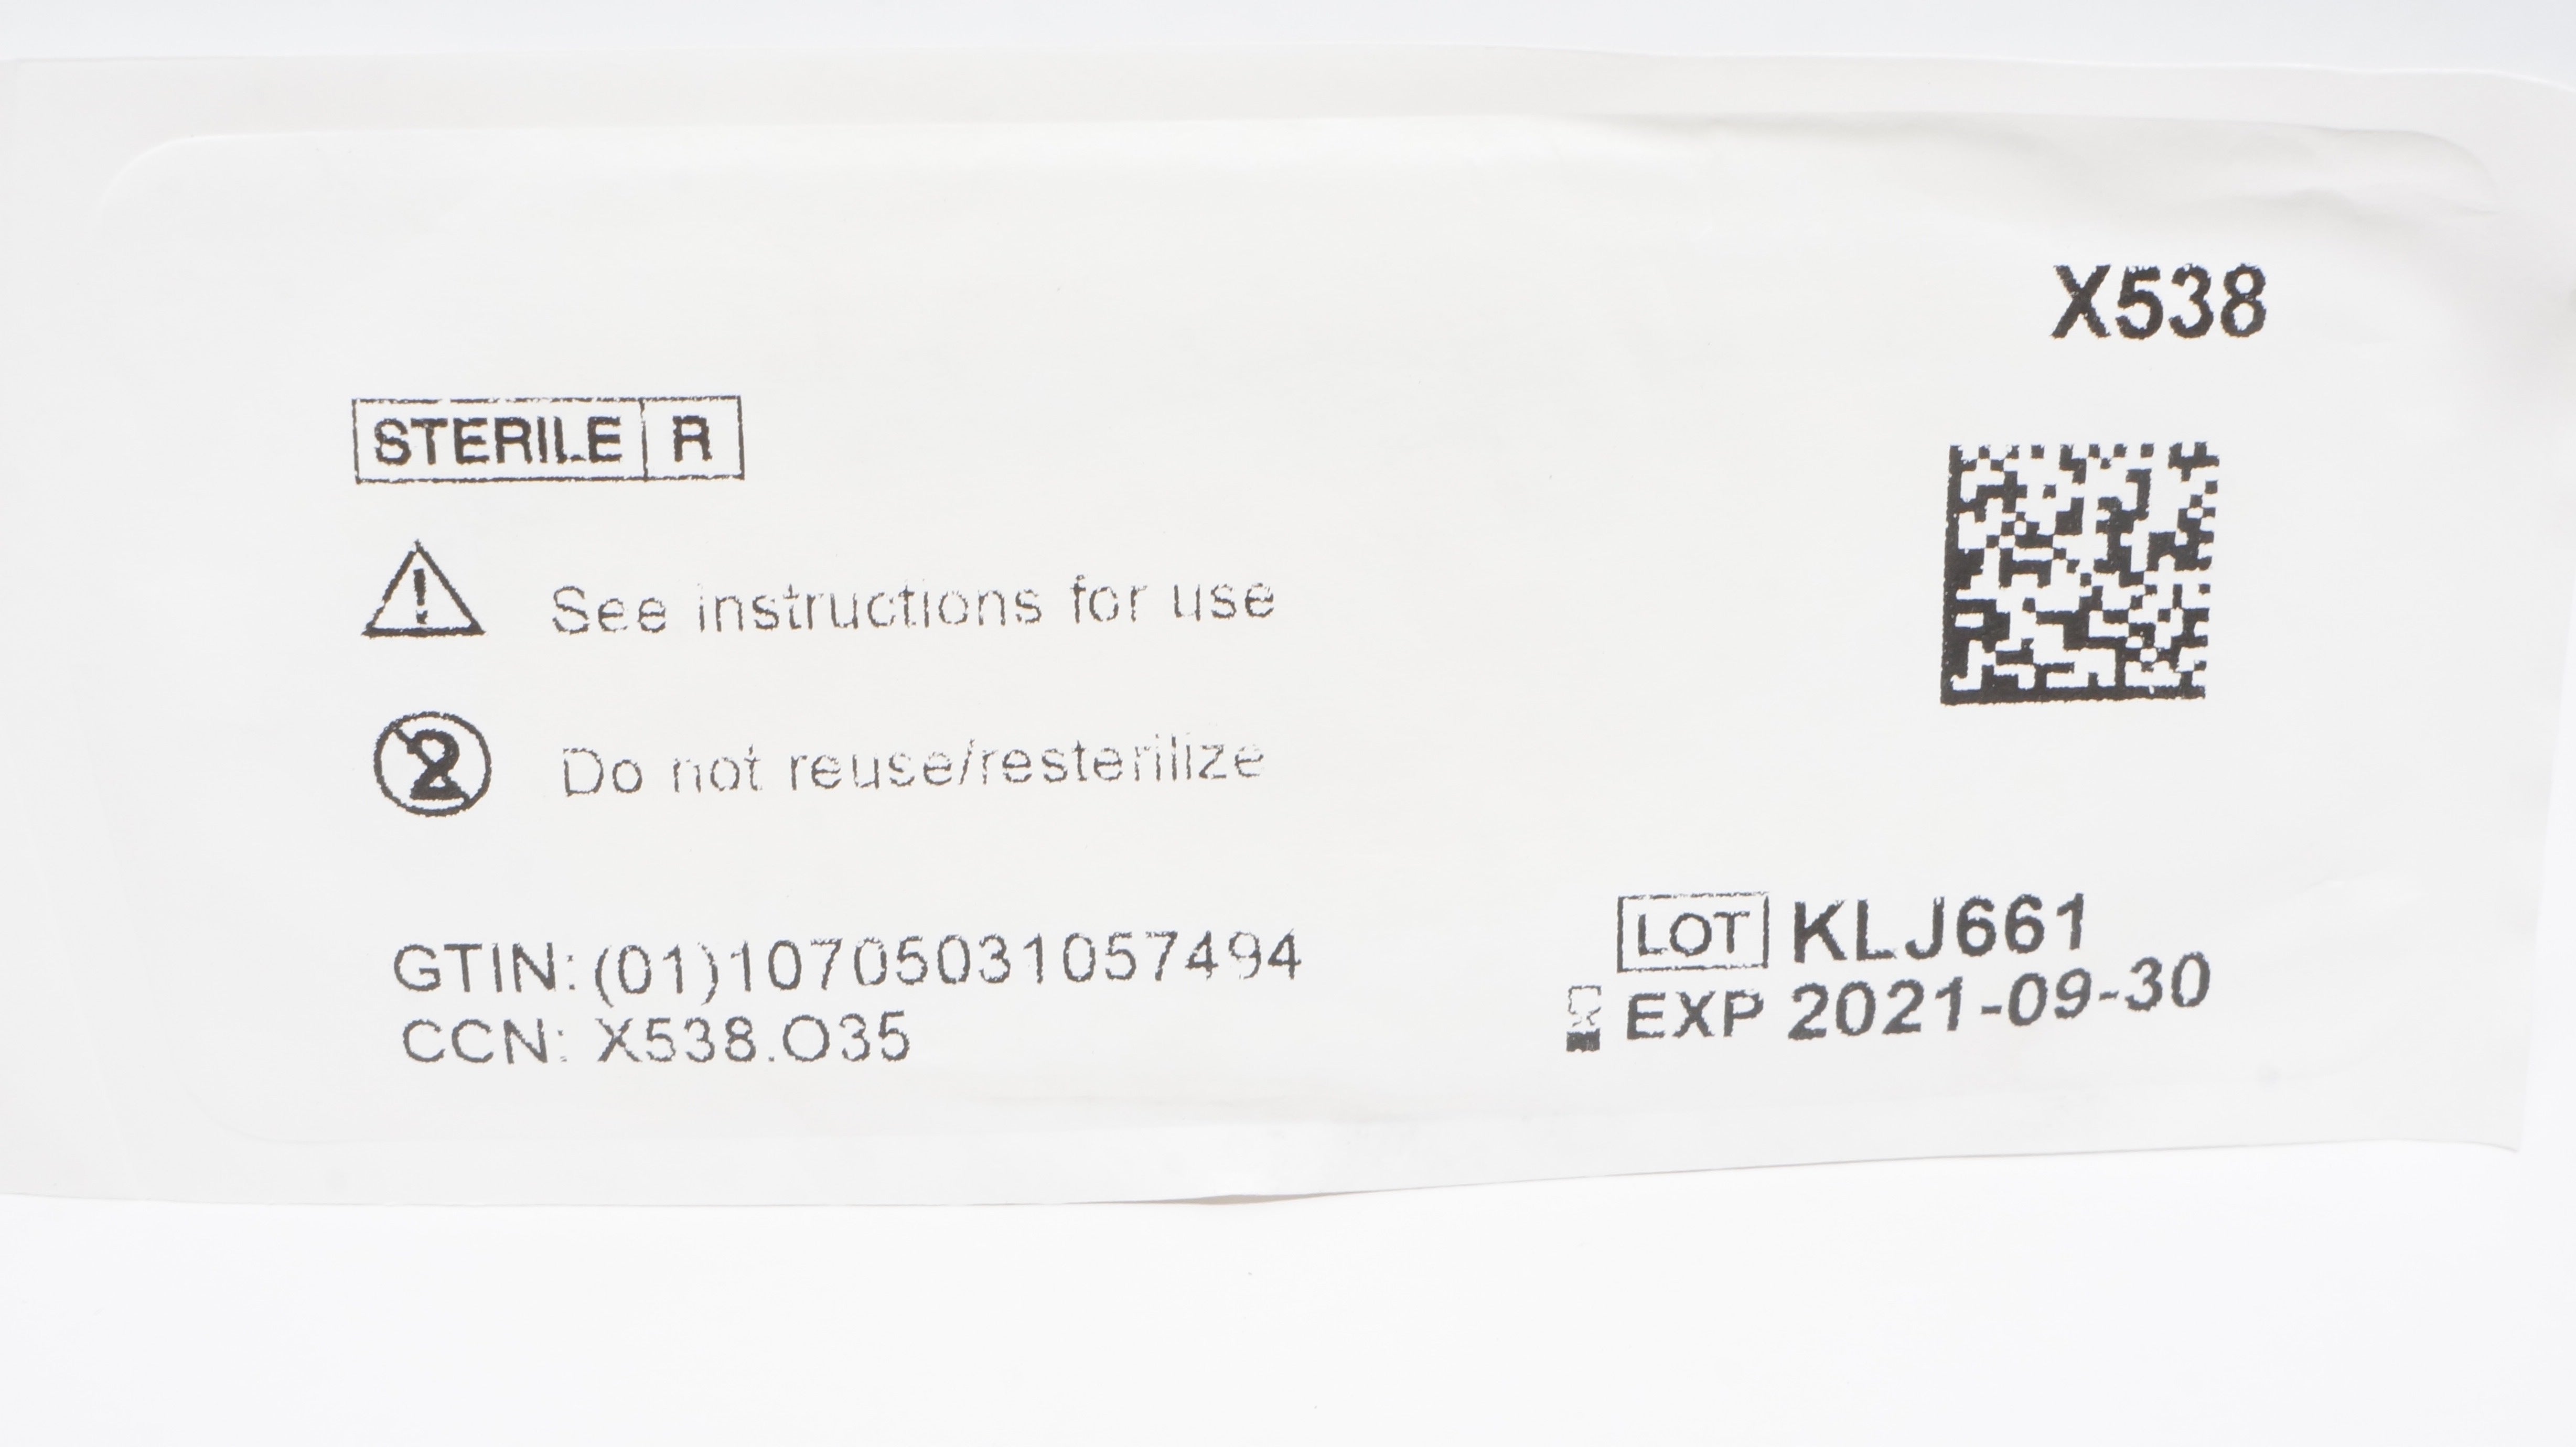 X538
STERILE R
See instructions for use
2 Do not reuse/resterilize
GTIN: (01)10705031057494
CCN: X538.O35
LOT KLJ661
EXP 2021-09-30